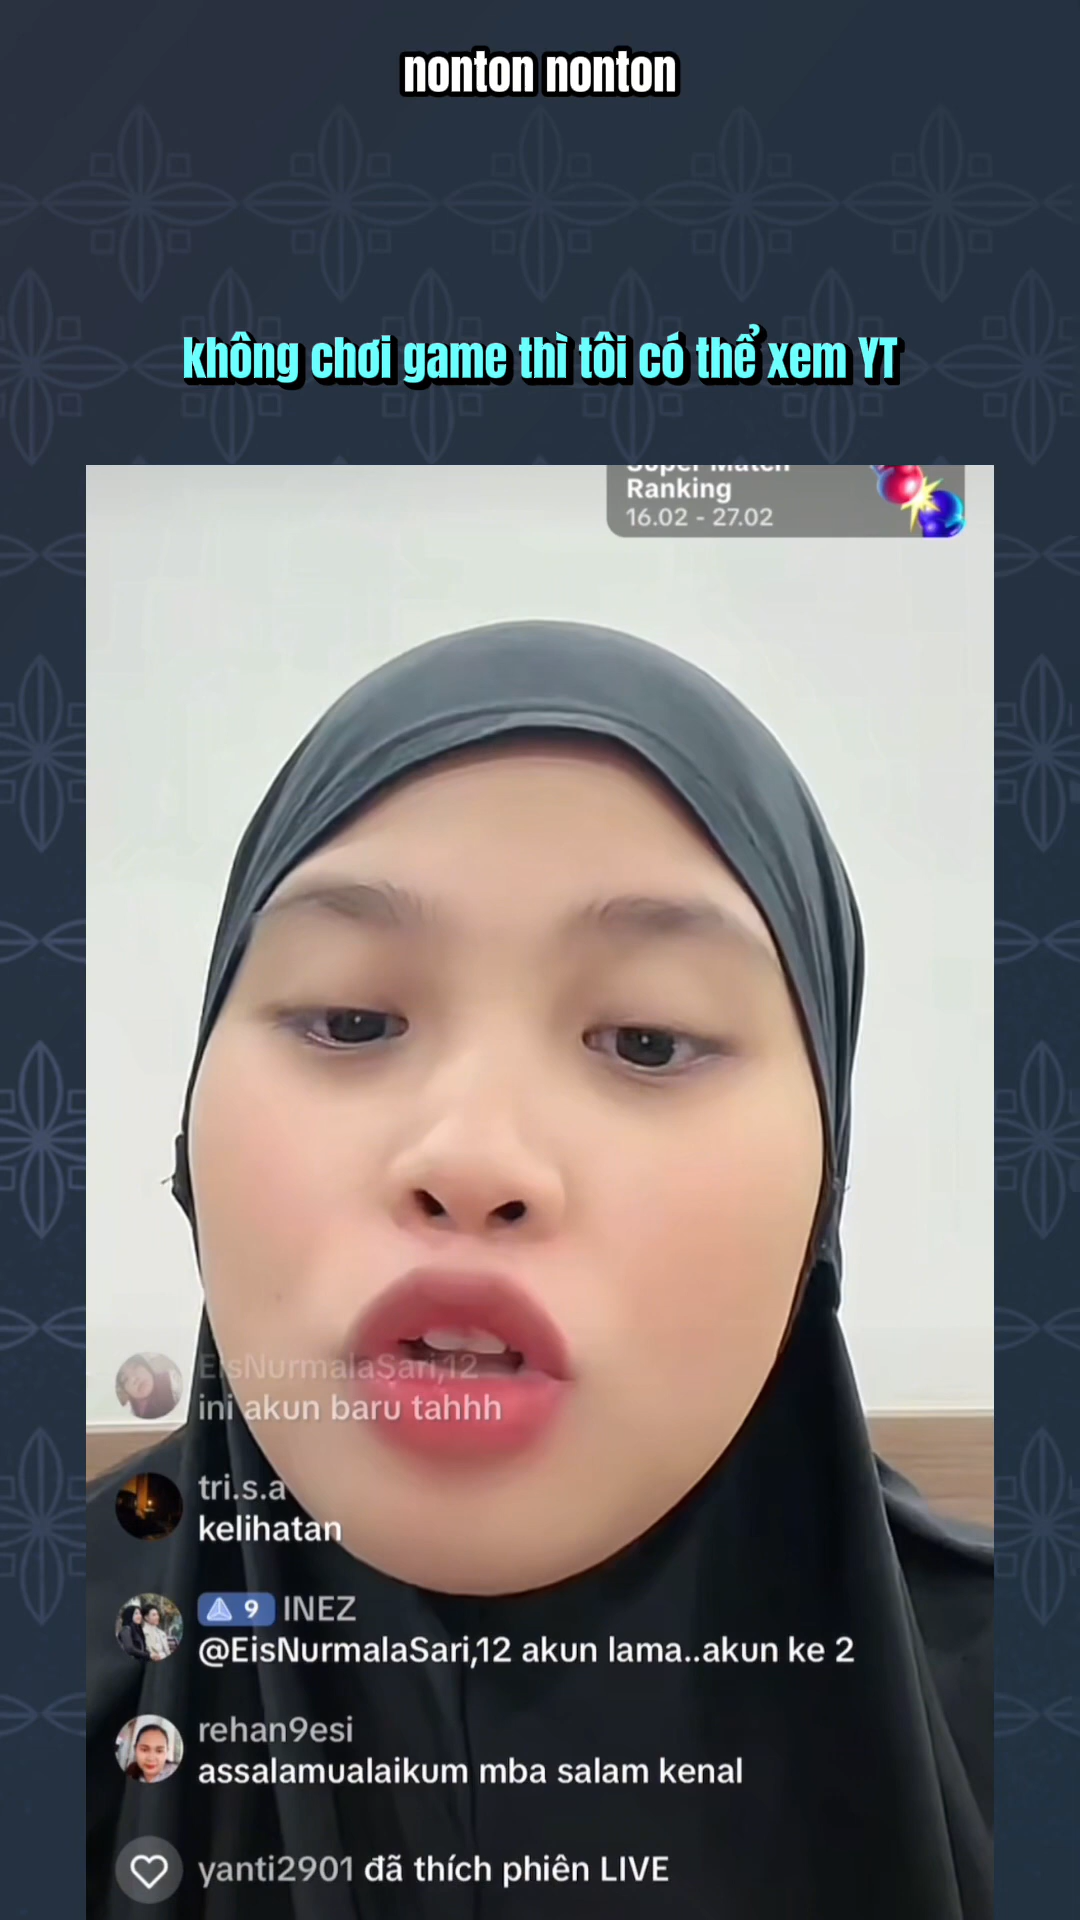 nonton nonton
không chơi game thì tôi có thể xem YT
Super Match
Ranking
16.02 - 27.02
EisNurmalaSari,12
ini akun baru tahhh
tri.s.a
kelihatan
9 INEZ
@EisNurmalaSari,12 akun lama..akun ke 2
rehan9esi
assalamualaikum mba salam kenal
yanti2901 đã thích phiên LIVE